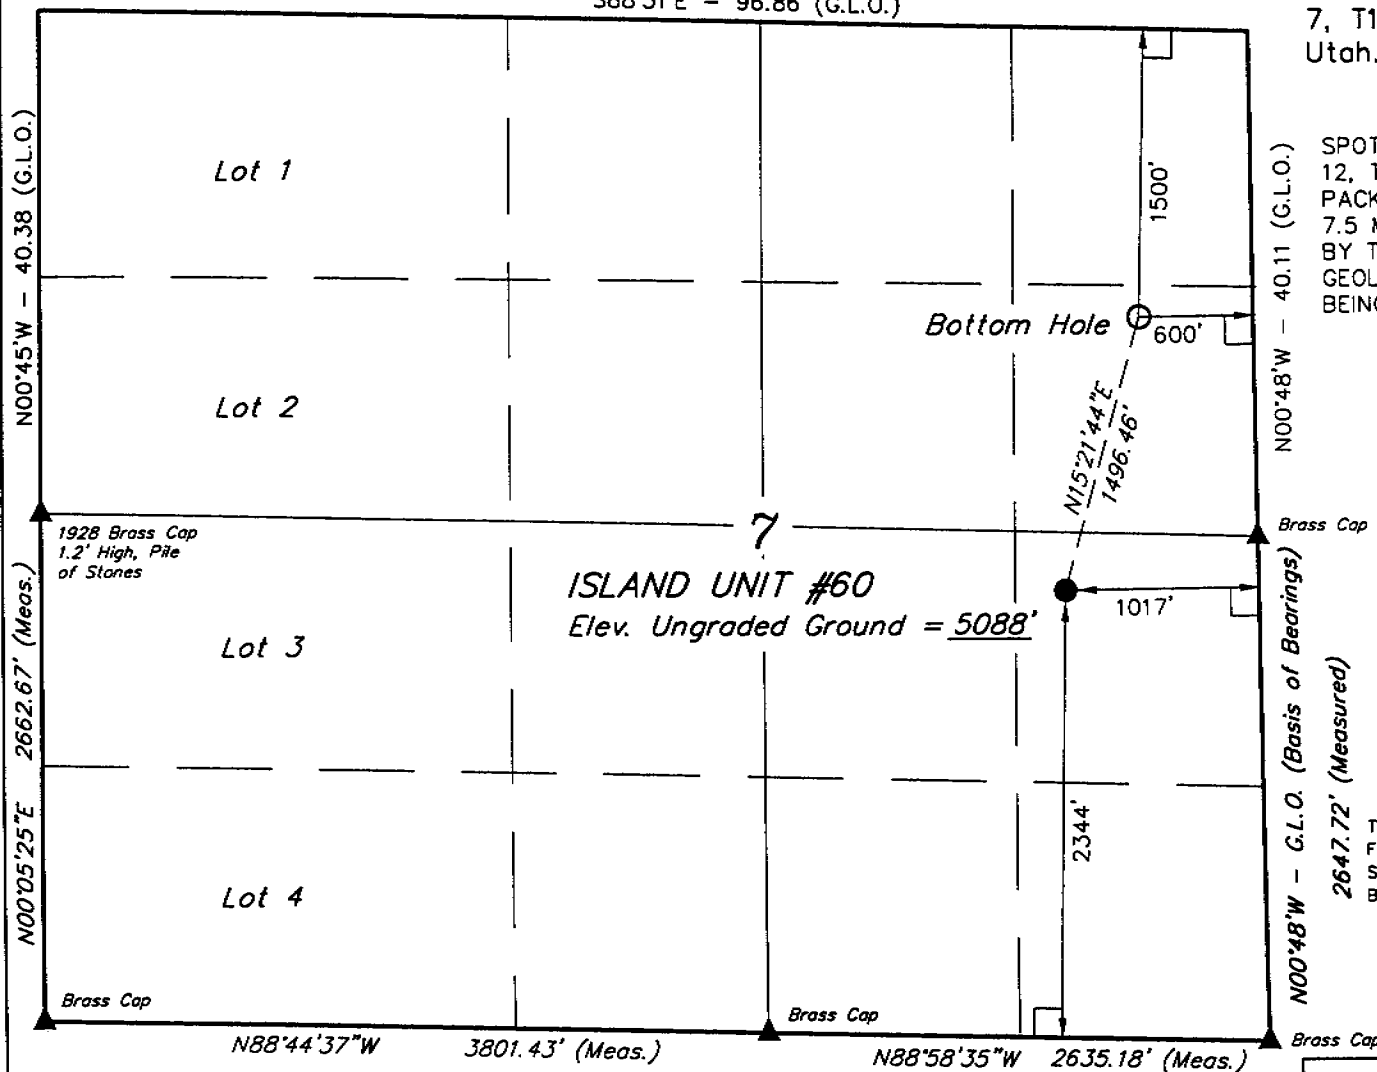 S88°51'E - 96.86 (G.L.O.)
7, T1
Utah.
N00°45'W - 40.38 (G.L.O.)
Lot 1
1500'
N00°48'W - 40.11 (G.L.O.)
SPOT
12, T
PACK
7.5 M
BY T
GEOL
BEING
Bottom Hole
600'
Lot 2
N15°21'44"E
1496.46'
1928 Brass Cap
1.2' High, Pile
of Stones
7
Brass Cap
ISLAND UNIT #60
Elev. Ungraded Ground = 5088'
1017'
N00°05'25"E 2662.67' (Meas.)
Lot 3
2344'
N00°48'W - G.L.O. (Basis of Bearings)
2647.72' (Measured)
T
F
S
B
Lot 4
Brass Cap
Brass Cap
Brass Cap
N88°44'37"W 3801.43' (Meas.)
N88°58'35"W 2635.18' (Meas.)